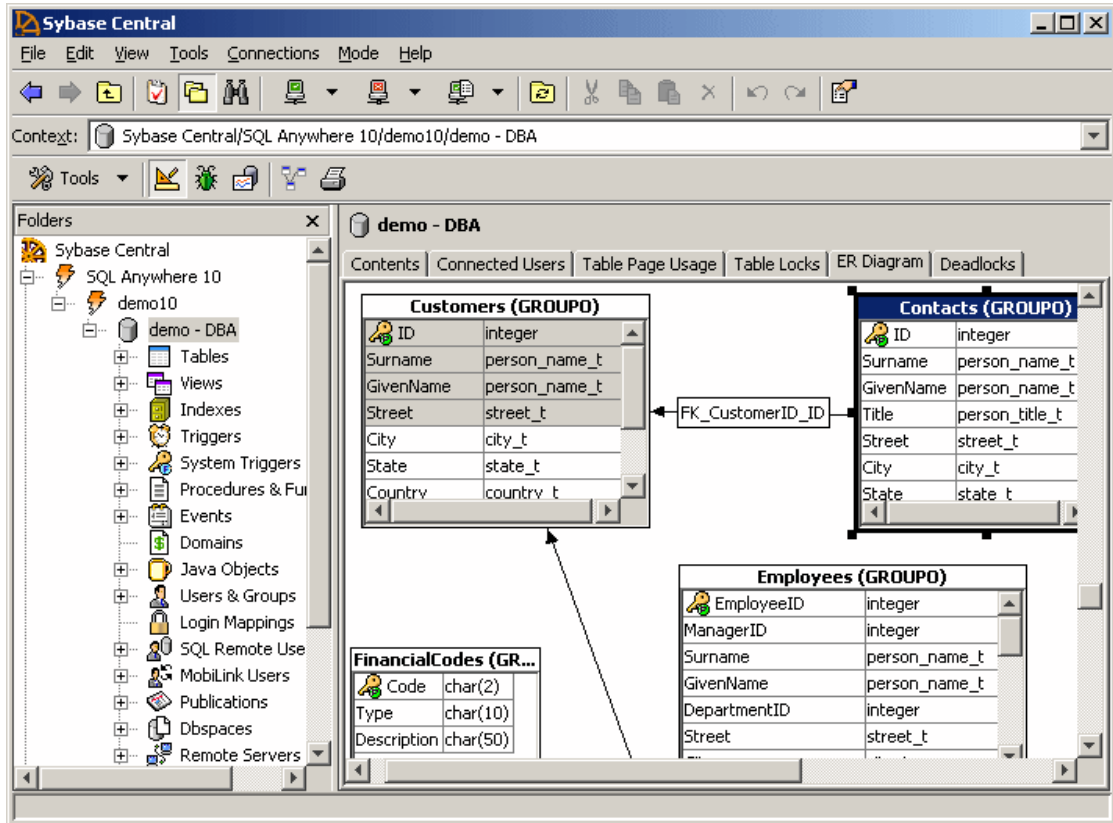 Sybase Central
File Edit View Tools Connections Mode Help
Context: Sybase Central/SQL Anywhere 10/demo10/demo - DBA
Tools
Folders
Sybase Central
SQL Anywhere 10
demo10
demo - DBA
Tables
Views
Indexes
Triggers
System Triggers
Procedures & Fu
Events
Domains
Java Objects
Users & Groups
Login Mappings
SQL Remote Use
MobiLink Users
Publications
Dbspaces
Remote Servers
demo - DBA
Contents Connected Users Table Page Usage Table Locks ER Diagram Deadlocks
Customers (GROUPO)
ID integer
Surname person_name_t
GivenName person_name_t
Street street_t
City city_t
State state_t
Country country_t
FK_CustomerID_ID
Contacts (GROUPO)
ID integer
Surname person_name_t
GivenName person_name_t
Title person_title_t
Street street_t
City city_t
State state_t
FinancialCodes (GR...
Code char(2)
Type char(10)
Description char(50)
Employees (GROUPO)
EmployeeID integer
ManagerID integer
Surname person_name_t
GivenName person_name_t
DepartmentID integer
Street street_t